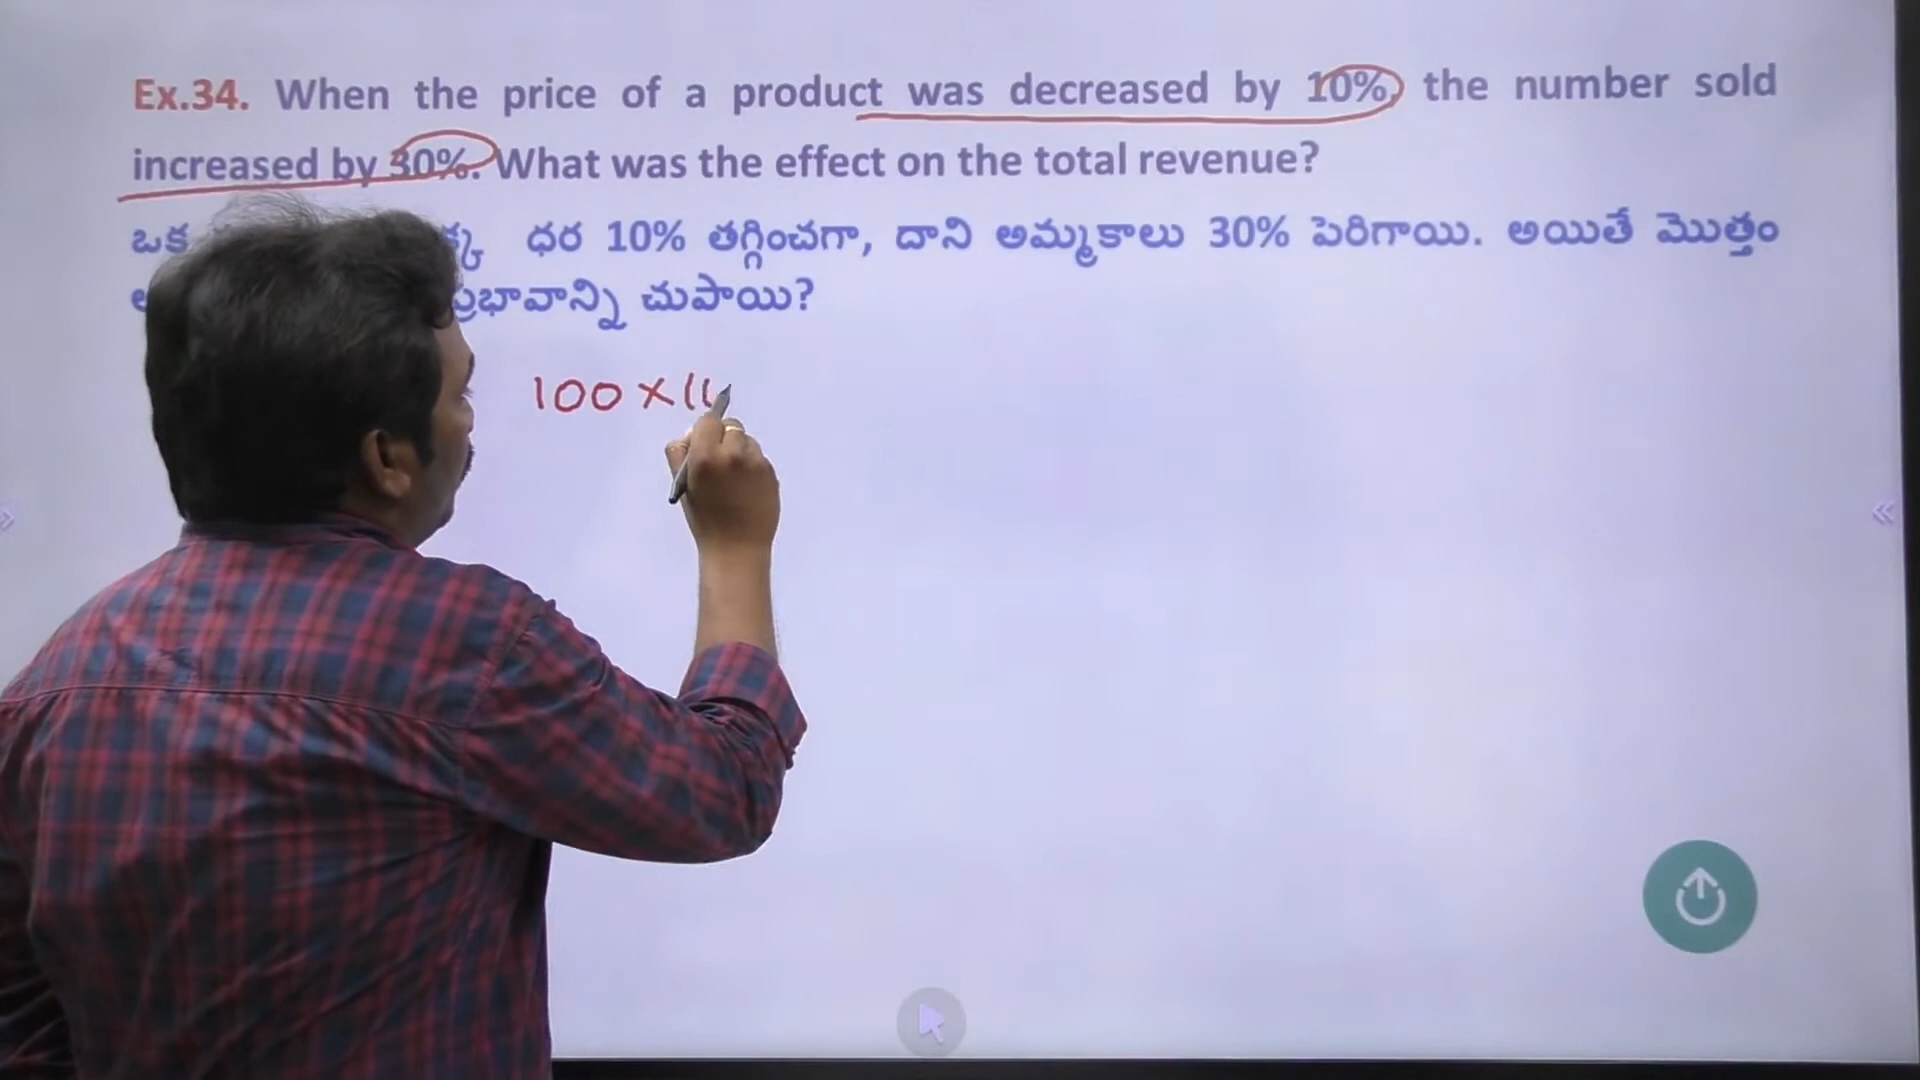 Ex.34. When the price of a product was decreased by 10%, the number sold
increased by 30%. What was the effect on the total revenue?
ఒక ధర 10% తగ్గించగా, దాని అమ్మకాలు 30% పెరిగాయి. అయితే మొత్తం
ప్రభావాన్ని చుపాయి?
100 ×